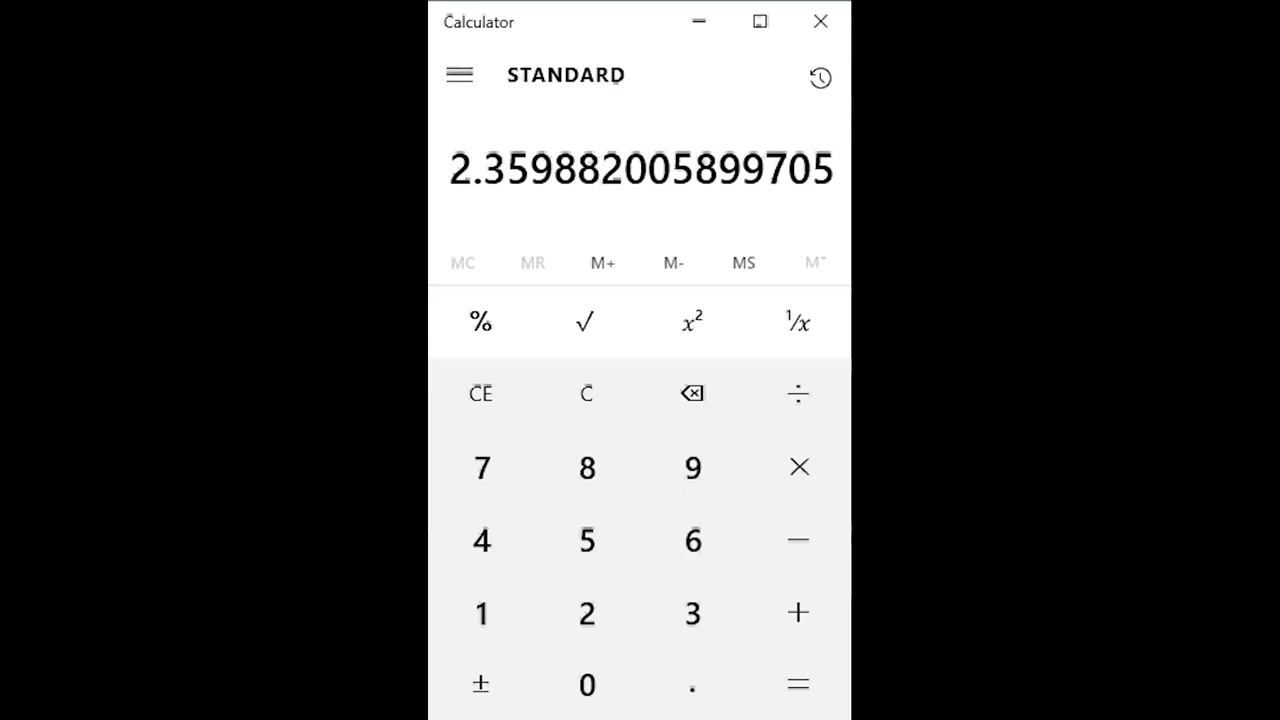 Calculator
STANDARD
2.359882005899705
MC MR M+ M- MS M˅
% √ x² ¹/x
CE C ÷
7 8 9 ×
4 5 6 −
1 2 3 +
± 0 . =